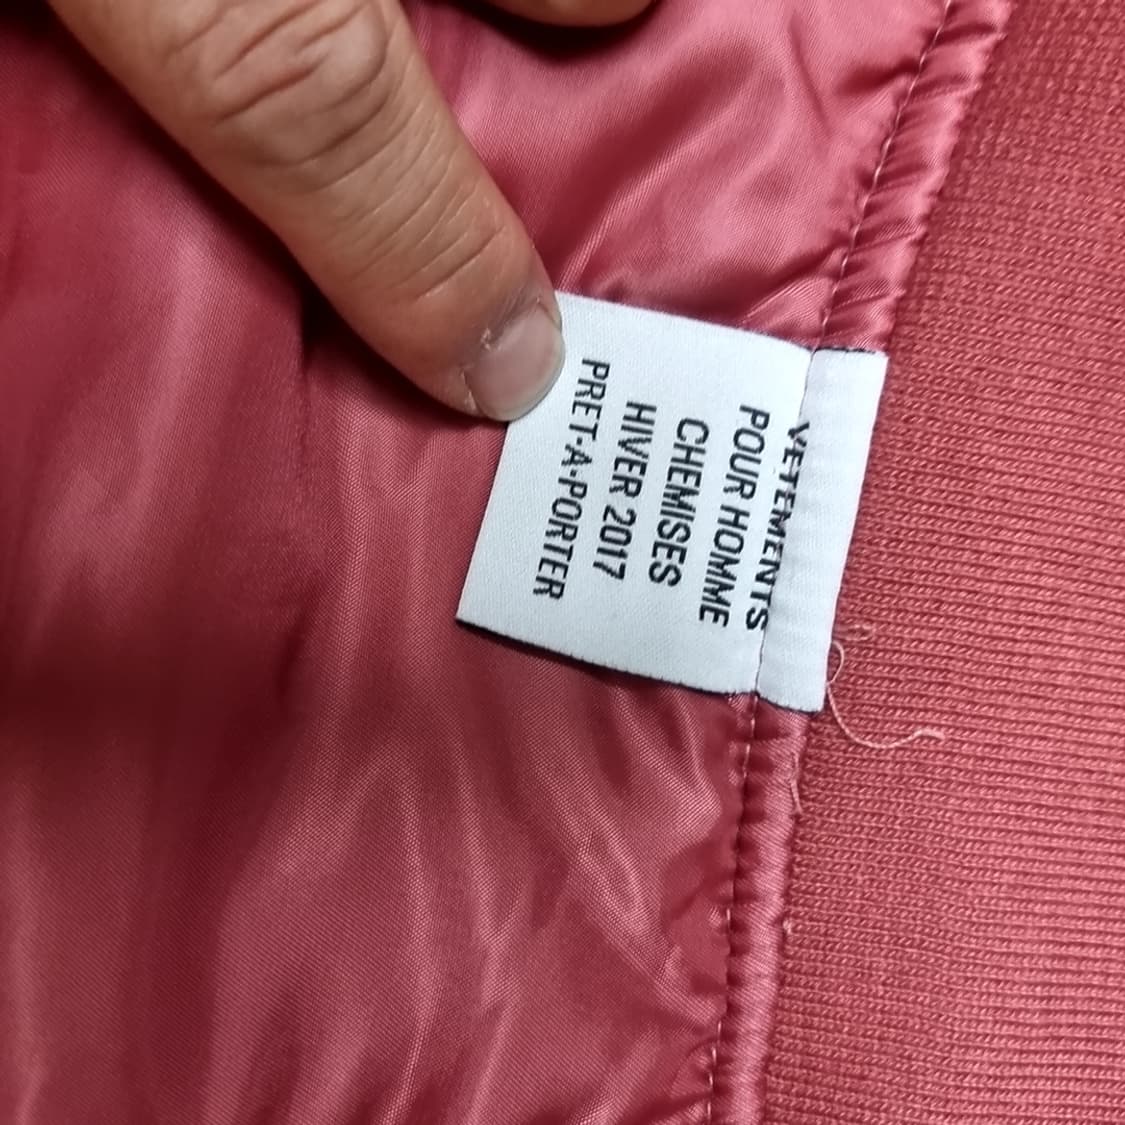 VETEMENTS
POUR HOMME
CHEMISES
HIVER 2017
PRET-A-PORTER